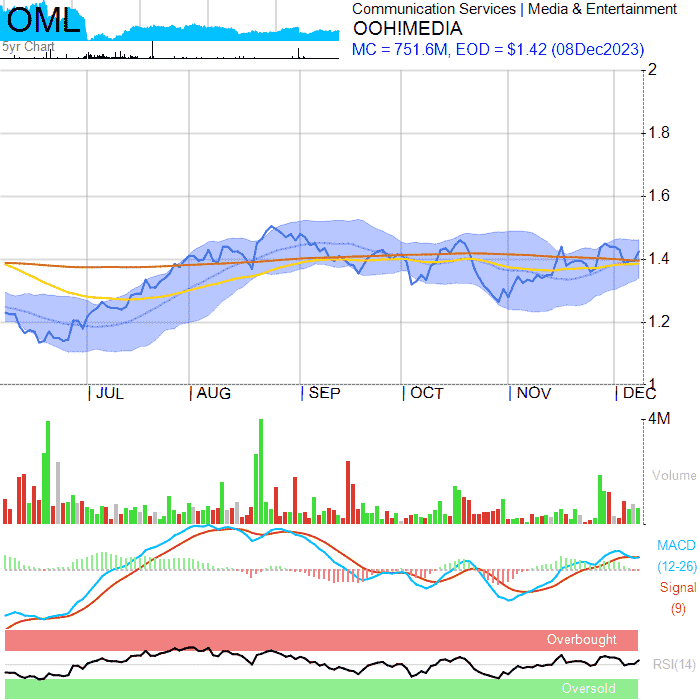 OML
5yr Chart
Communication Services | Media & Entertainment
OOH!MEDIA
MC = 751.6M, EOD = $1.42 (08Dec2023)
2
1.8
1.6
1.4
1.2
1
JUL AUG SEP OCT NOV DEC
4M
Volume
MACD
(12-26)
Signal
(9)
Overbought
RSI(14)
Oversold